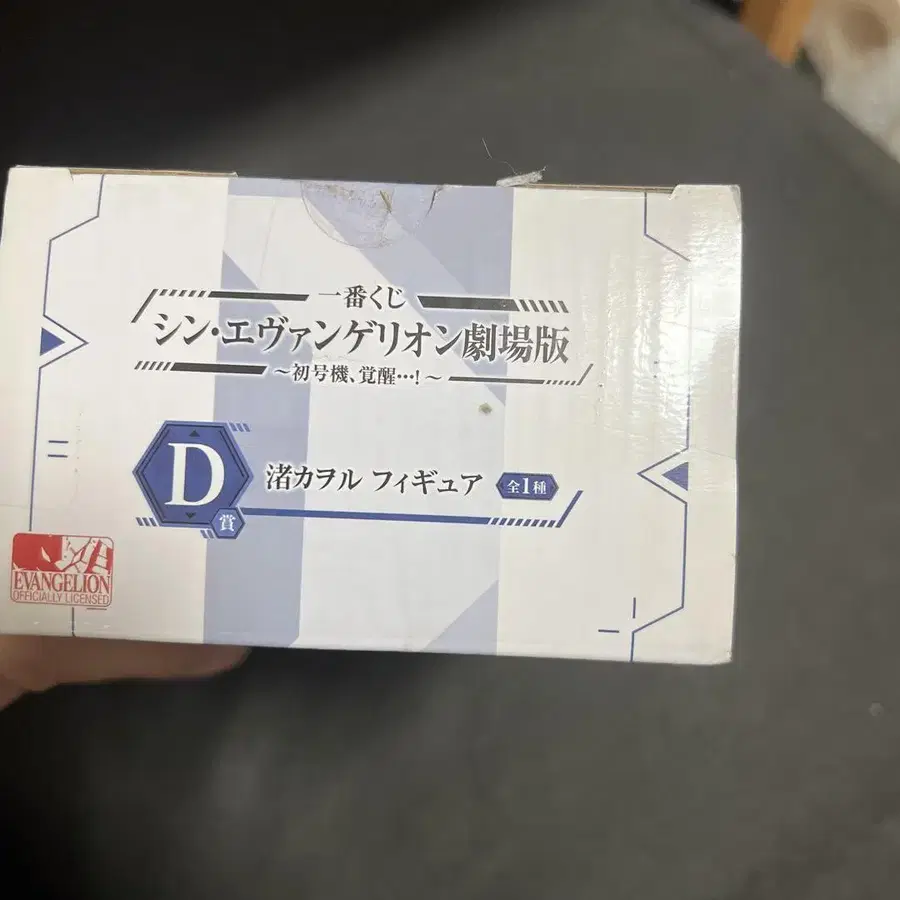 一番くじ
シン・エヴァンゲリオン劇場版
～初号機、覚醒…!～
D
賞
渚カヲル フィギュア
全1種
EVANGELION
OFFICIALLY LICENSED